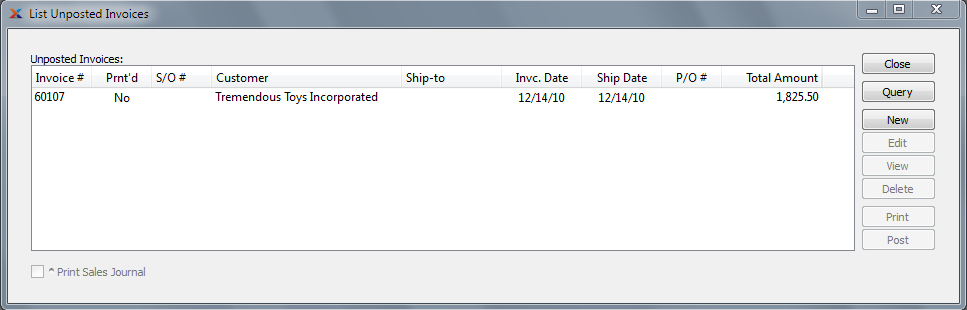 List Unposted Invoices
Unposted Invoices:
Invoice # Prnt'd S/O # Customer Ship-to Invc. Date Ship Date P/O # Total Amount
60107 No Tremendous Toys Incorporated 12/14/10 12/14/10 1,825.50
Close
Query
New
Edit
View
Delete
Print
Post
^ Print Sales Journal